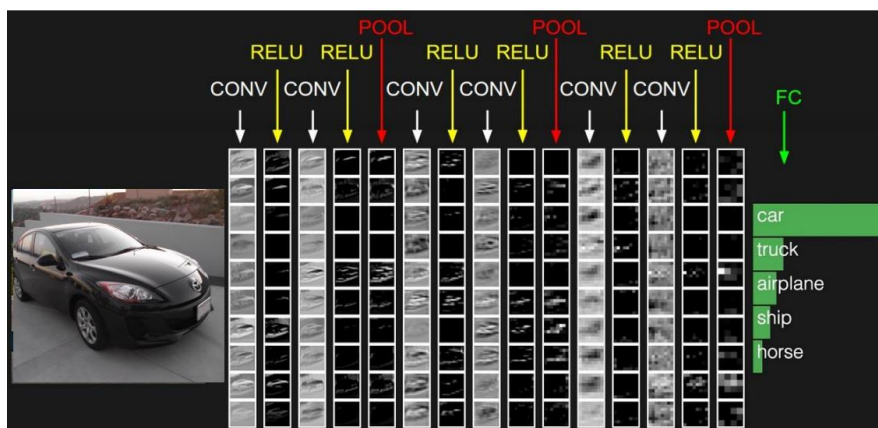 POOL POOL POOL
RELU RELU RELU RELU RELU RELU
CONV CONV CONV CONV CONV CONV
FC
car
truck
airplane
ship
horse